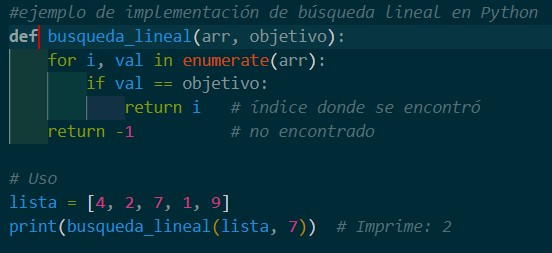 #ejemplo de implementación de búsqueda lineal en Python
def busqueda_lineal(arr, objetivo):
    for i, val in enumerate(arr):
        if val == objetivo:
            return i   # índice donde se encontró
    return -1          # no encontrado

# Uso
lista = [4, 2, 7, 1, 9]
print(busqueda_lineal(lista, 7))  # Imprime: 2